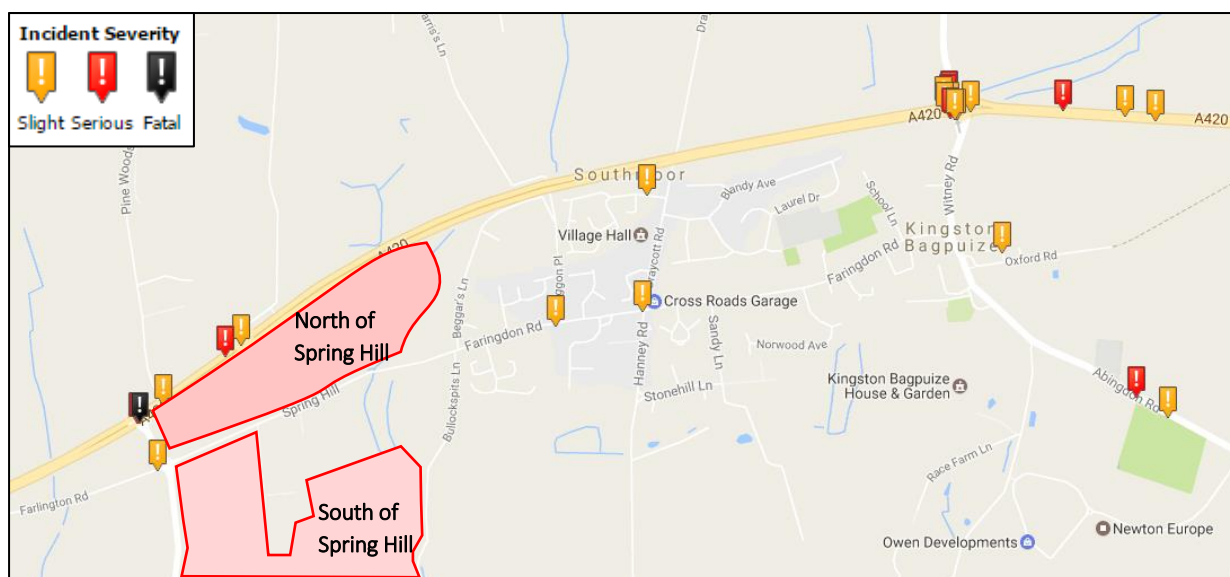 Incident Severity
Slight Serious Fatal
A420
A420
Southmoor
Blandy Ave
Laurel Dr
School Ln
Witney Rd
Village Hall
Kingston
Bagpuize
Oxford Rd
A420
Faringdon Rd
Cross Roads Garage
Beggar's Ln
North of
Spring Hill
Faringdon Rd
Hanney Rd
Sandy Ln
Norwood Ave
Stonehill Ln
Kingston Bagpuize
House & Garden
Abingdon Rd
Spring Hill
Bullockspits Ln
Race Farm Ln
Farlington Rd
South of
Spring Hill
Owen Developments
Newton Europe